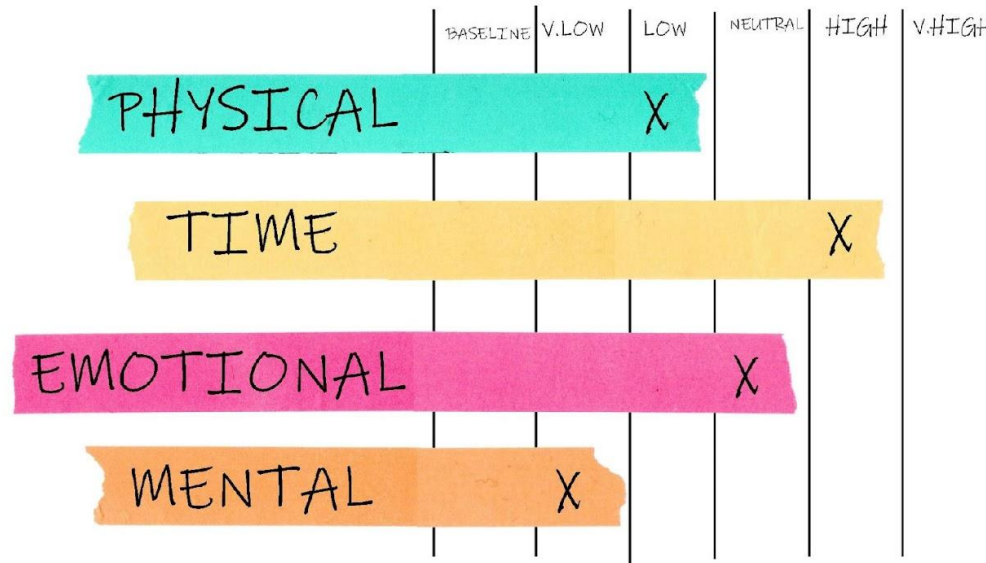 BASELINE V.LOW LOW NEUTRAL HIGH V.HIGH
PHYSICAL X
TIME X
EMOTIONAL X
MENTAL X